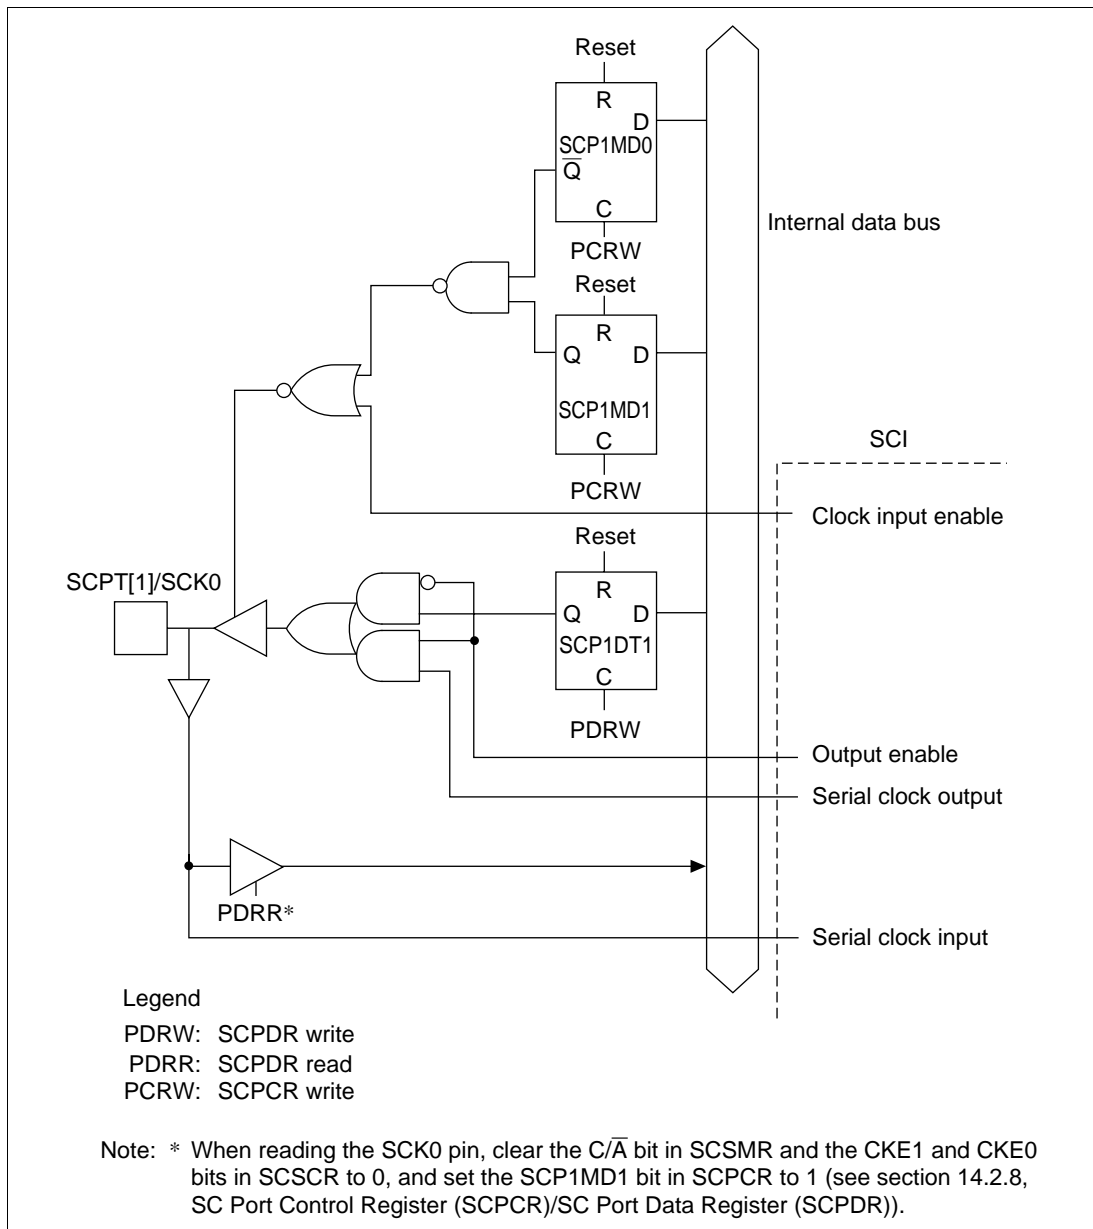 Reset
R
D
SCP1MD0
Q̅
C
PCRW
Internal data bus
Reset
R
Q D
SCP1MD1
C
PCRW
SCI
Clock input enable
Reset
SCPT[1]/SCK0
R
Q D
SCP1DT1
C
PDRW
Output enable
Serial clock output
PDRR*
Serial clock input
Legend
PDRW: SCPDR write
PDRR: SCPDR read
PCRW: SCPCR write
Note: * When reading the SCK0 pin, clear the C/A̅ bit in SCSMR and the CKE1 and CKE0
bits in SCSCR to 0, and set the SCP1MD1 bit in SCPCR to 1 (see section 14.2.8,
SC Port Control Register (SCPCR)/SC Port Data Register (SCPDR)).